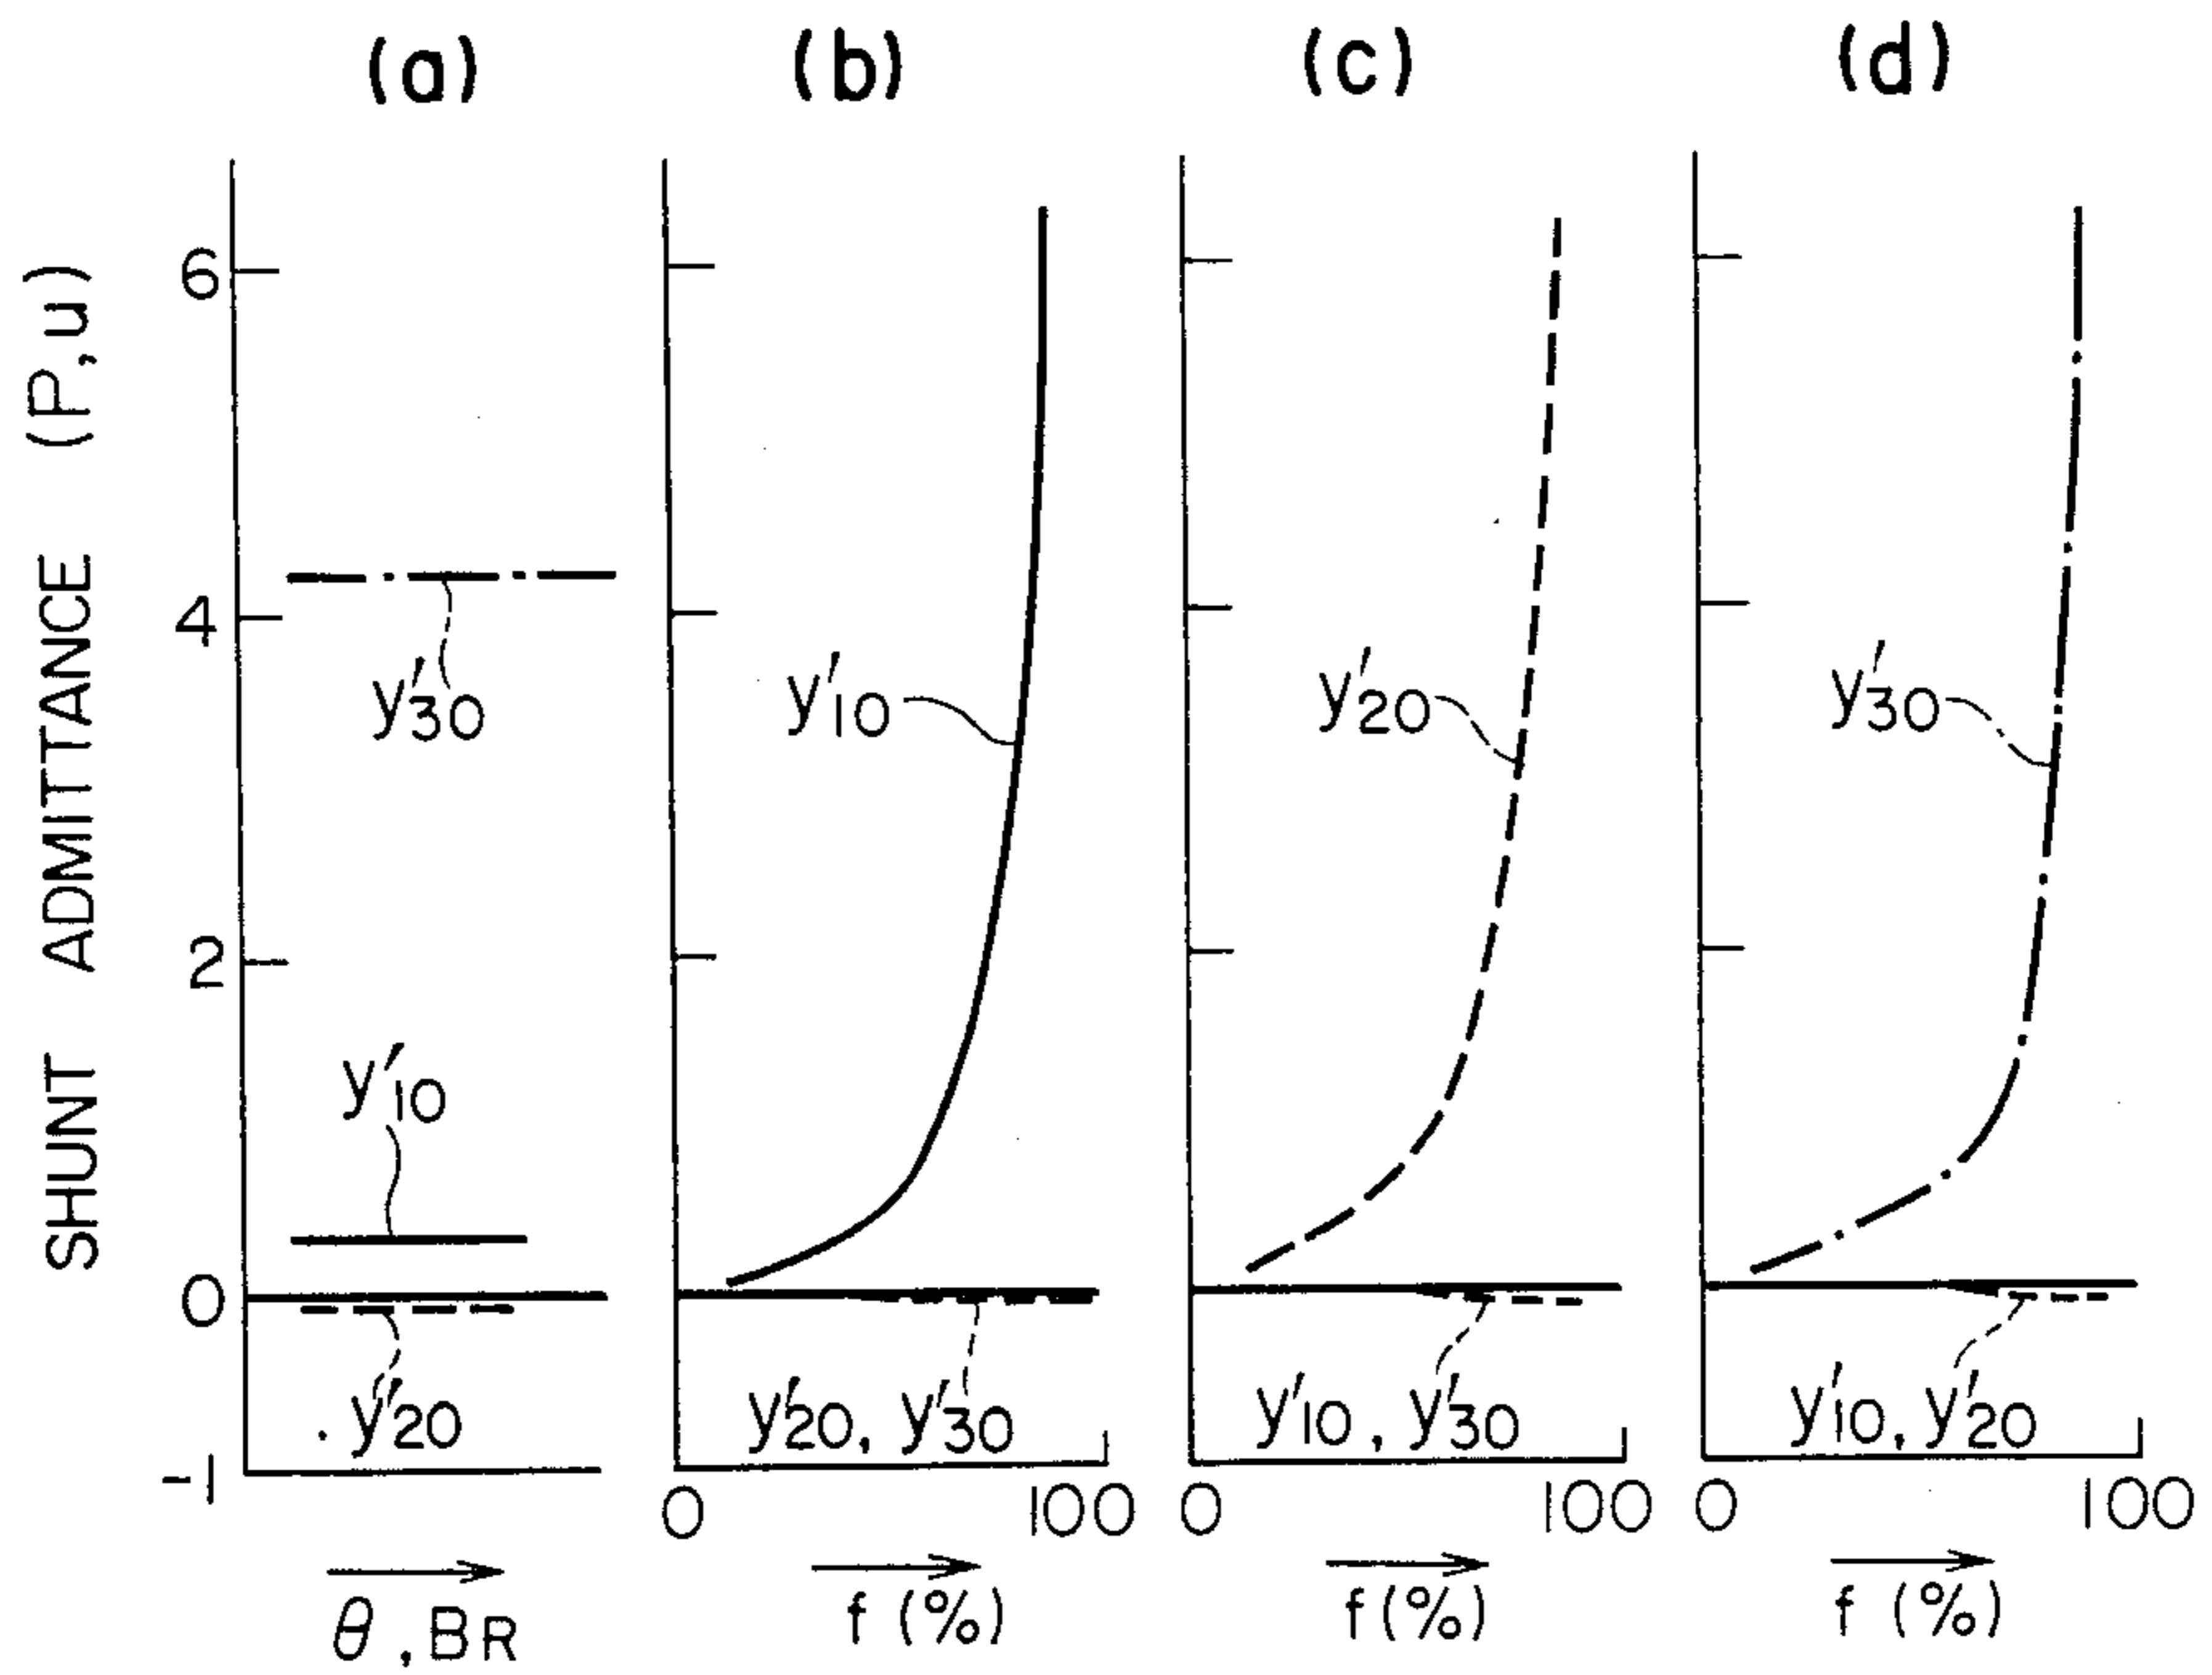 (a) (b) (c) (d)
SHUNT ADMITTANCE (P,u)
6
4
2
0
-1
y'30
y'10
y'20
y'10
y'20, y'30
y'20
y'10, y'30
y'30
y'10, y'20
0 100 0 100 0 100
θ, BR
f (%)
f (%)
f (%)